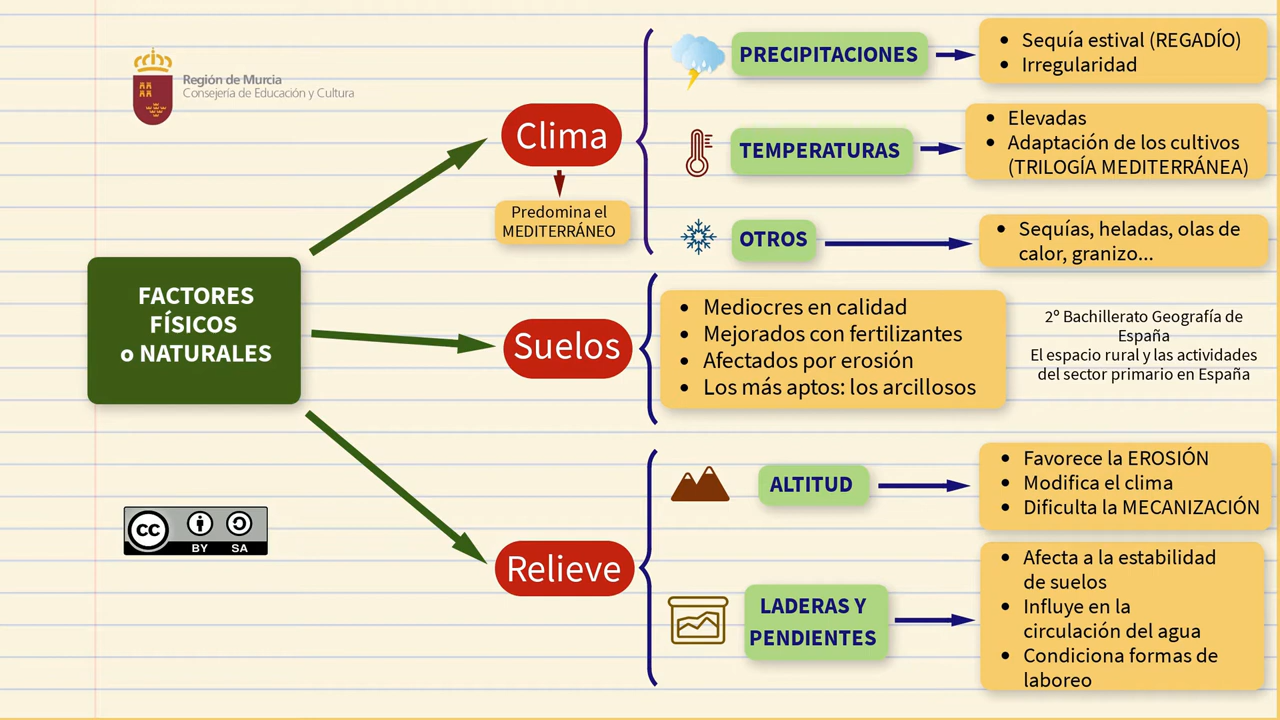 Región de Murcia
Consejería de Educación y Cultura
FACTORES
FÍSICOS
o NATURALES
Clima
Predomina el
MEDITERRÁNEO
PRECIPITACIONES
• Sequía estival (REGADÍO)
• Irregularidad
TEMPERATURAS
• Elevadas
• Adaptación de los cultivos
(TRILOGÍA MEDITERRÁNEA)
OTROS
• Sequías, heladas, olas de
calor, granizo...
Suelos
• Mediocres en calidad
• Mejorados con fertilizantes
• Afectados por erosión
• Los más aptos: los arcillosos
2º Bachillerato Geografía de
España
El espacio rural y las actividades
del sector primario en España
Relieve
ALTITUD
• Favorece la EROSIÓN
• Modifica el clima
• Dificulta la MECANIZACIÓN
LADERAS Y
PENDIENTES
• Afecta a la estabilidad
de suelos
• Influye en la
circulación del agua
• Condiciona formas de
laboreo
CC
BY SA